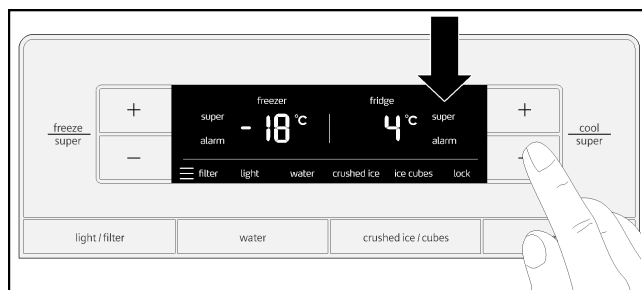 freezer fridge
super super
- 18 °C 4 °C
alarm alarm
filter light water crushed ice ice cubes lock
+ +
freeze cool
super super
−
light / filter water crushed ice / cubes